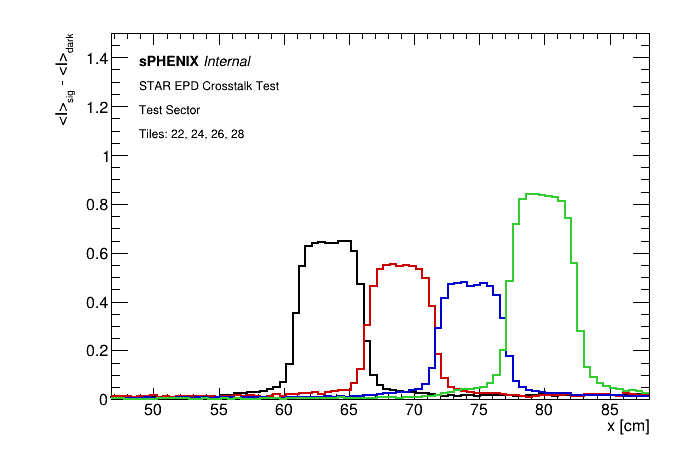 <I>sig - <I>dark
sPHENIX Internal
STAR EPD Crosstalk Test
Test Sector
Tiles: 22, 24, 26, 28
1.4
1.2
1
0.8
0.6
0.4
0.2
0
50 55 60 65 70 75 80 85
x [cm]